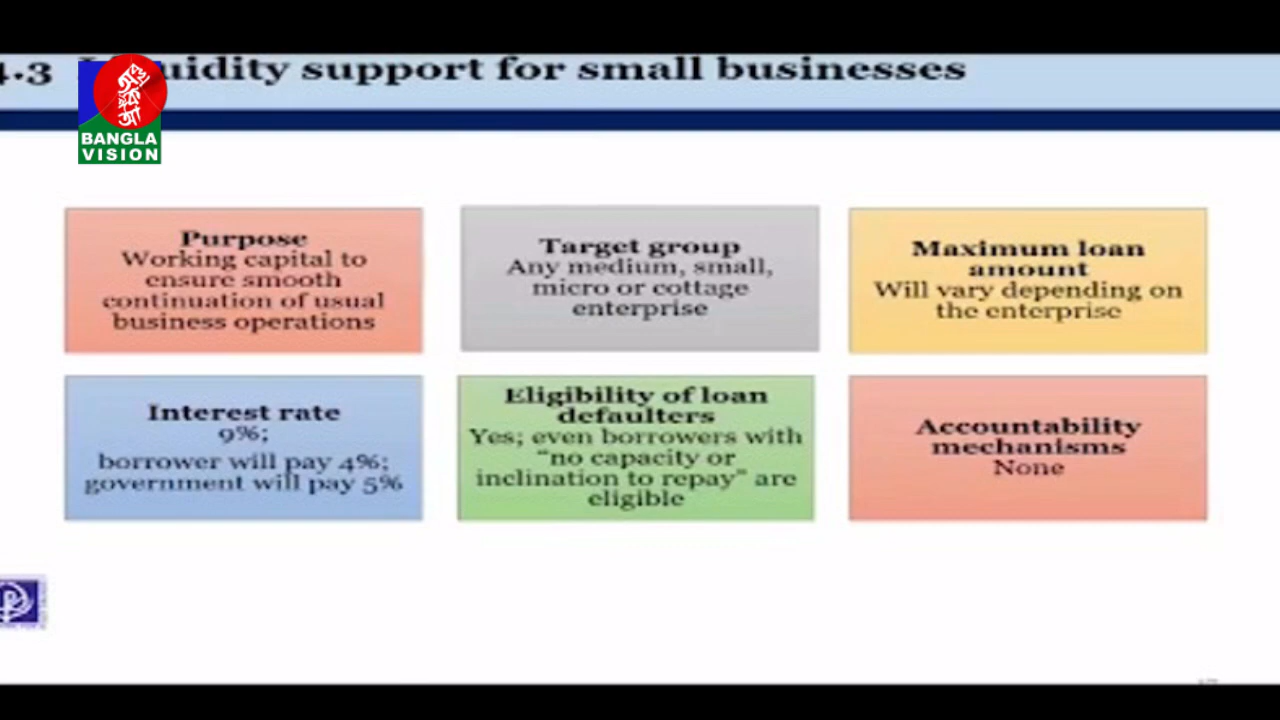 4.3 Liquidity support for small businesses
BANGLA
VISION
Purpose
Working capital to
ensure smooth
continuation of usual
business operations
Target group
Any medium, small,
micro or cottage
enterprise
Maximum loan
amount
Will vary depending on
the enterprise
Interest rate
9%;
borrower will pay 4%;
government will pay 5%
Eligibility of loan
defaulters
Yes; even borrowers with
“no capacity or
inclination to repay” are
eligible
Accountability
mechanisms
None